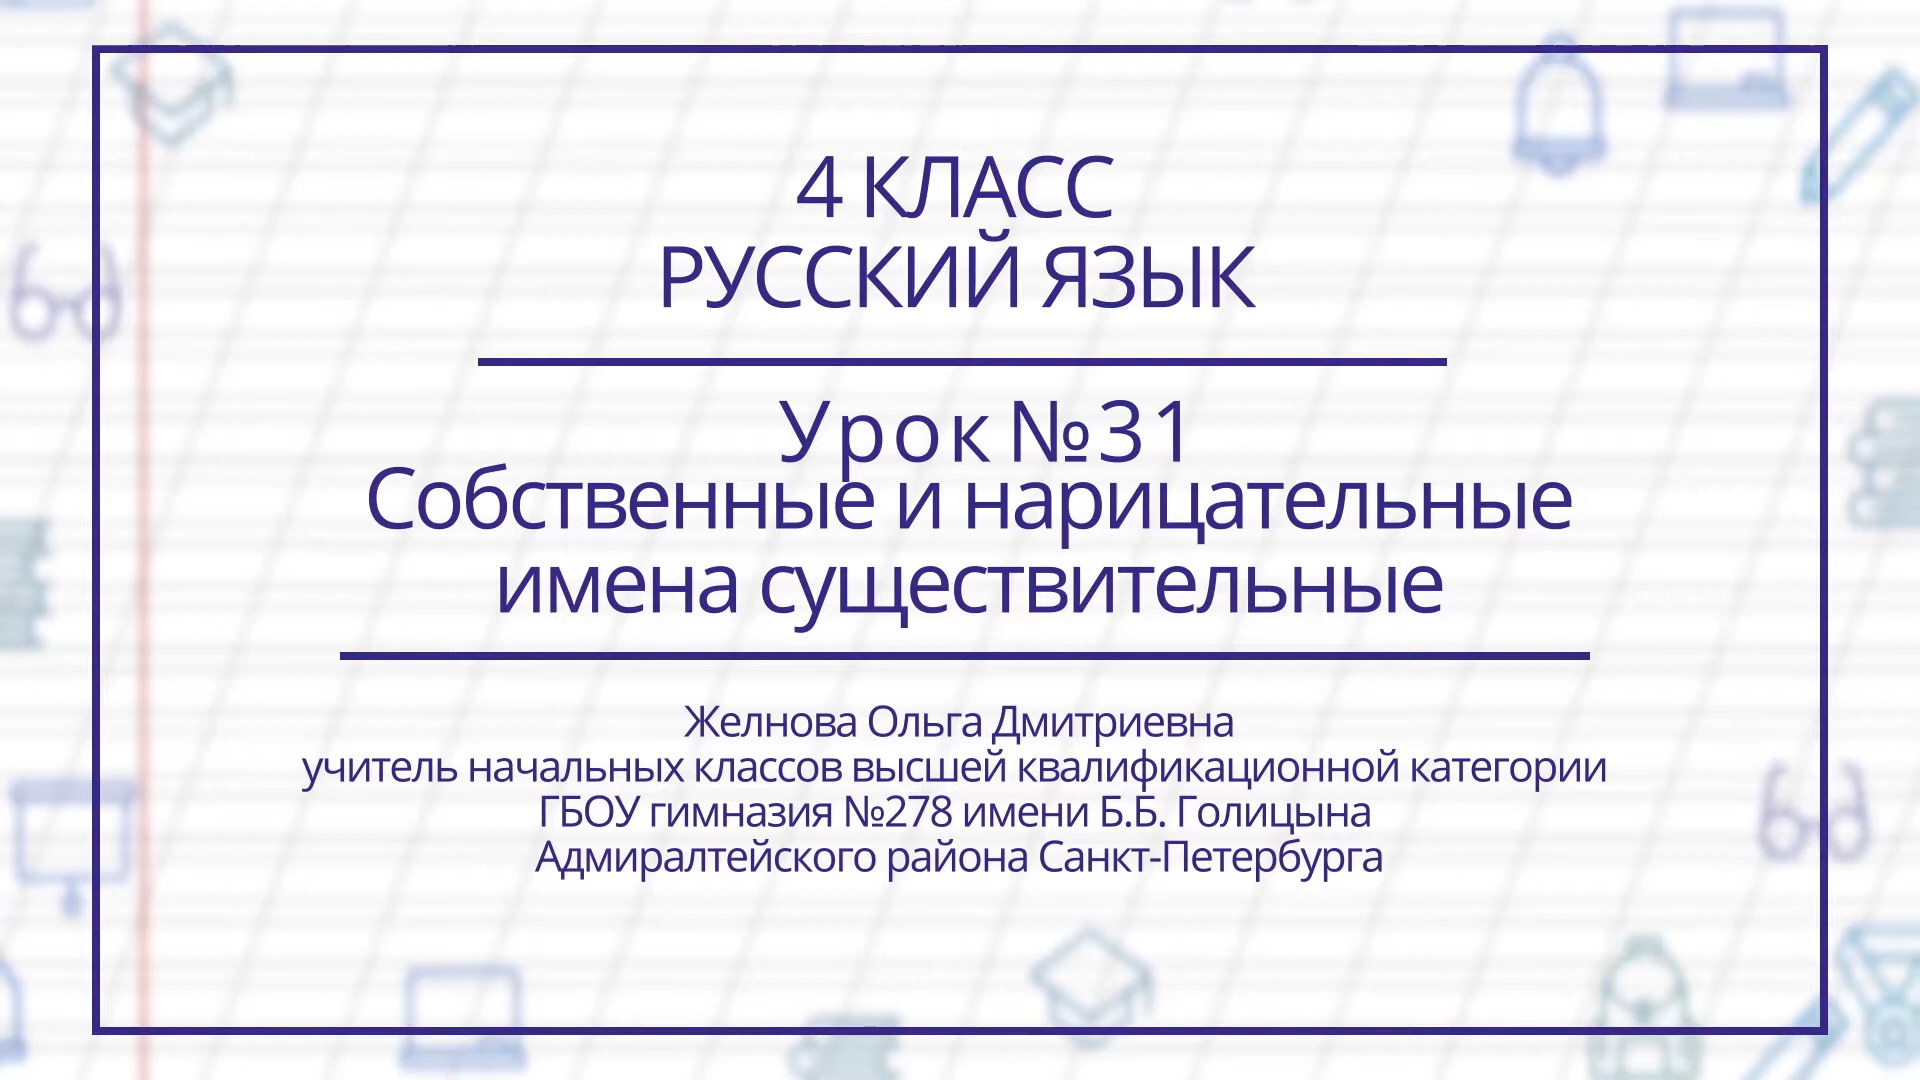 4 КЛАСС
РУССКИЙ ЯЗЫК
Урок №31
Собственные и нарицательные
имена существительные
Желнова Ольга Дмитриевна
учитель начальных классов высшей квалификационной категории
ГБОУ гимназия №278 имени Б.Б. Голицына
Адмиралтейского района Санкт-Петербурга